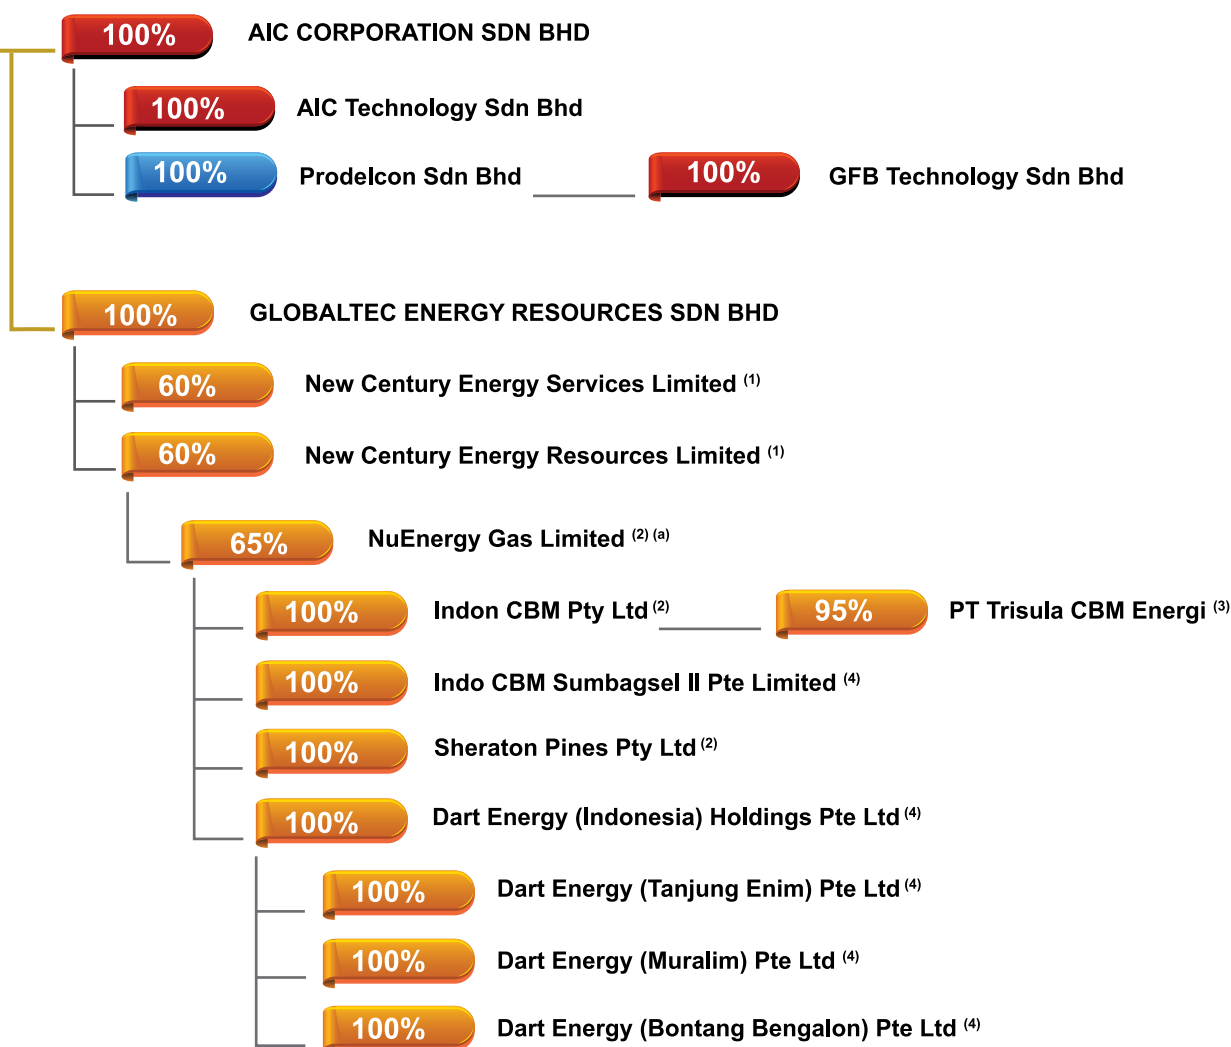 100% AIC CORPORATION SDN BHD
100% AIC Technology Sdn Bhd
100% Prodelcon Sdn Bhd 100% GFB Technology Sdn Bhd
100% GLOBALTEC ENERGY RESOURCES SDN BHD
60% New Century Energy Services Limited (1)
60% New Century Energy Resources Limited (1)
65% NuEnergy Gas Limited (2) (a)
100% Indon CBM Pty Ltd (2) 95% PT Trisula CBM Energi (3)
100% Indo CBM Sumbagsel II Pte Limited (4)
100% Sheraton Pines Pty Ltd (2)
100% Dart Energy (Indonesia) Holdings Pte Ltd (4)
100% Dart Energy (Tanjung Enim) Pte Ltd (4)
100% Dart Energy (Muralim) Pte Ltd (4)
100% Dart Energy (Bontang Bengalon) Pte Ltd (4)